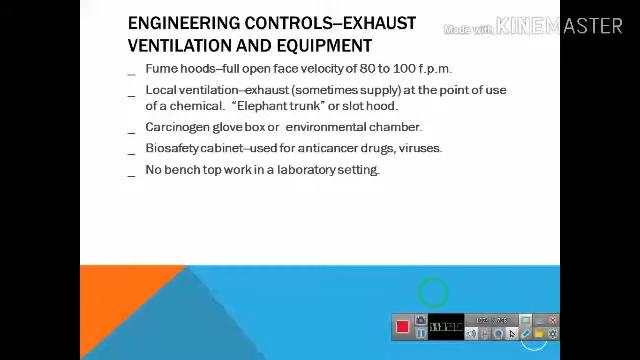 ENGINEERING CONTROLS–EXHAUST
VENTILATION AND EQUIPMENT
Made with KINEMASTER
_ Fume hoods–full open face velocity of 80 to 100 f.p.m.
_ Local ventilation–exhaust (sometimes supply) at the point of use
of a chemical. “Elephant trunk” or slot hood.
_ Carcinogen glove box or environmental chamber.
_ Biosafety cabinet–used for anticancer drugs, viruses.
_ No bench top work in a laboratory setting.